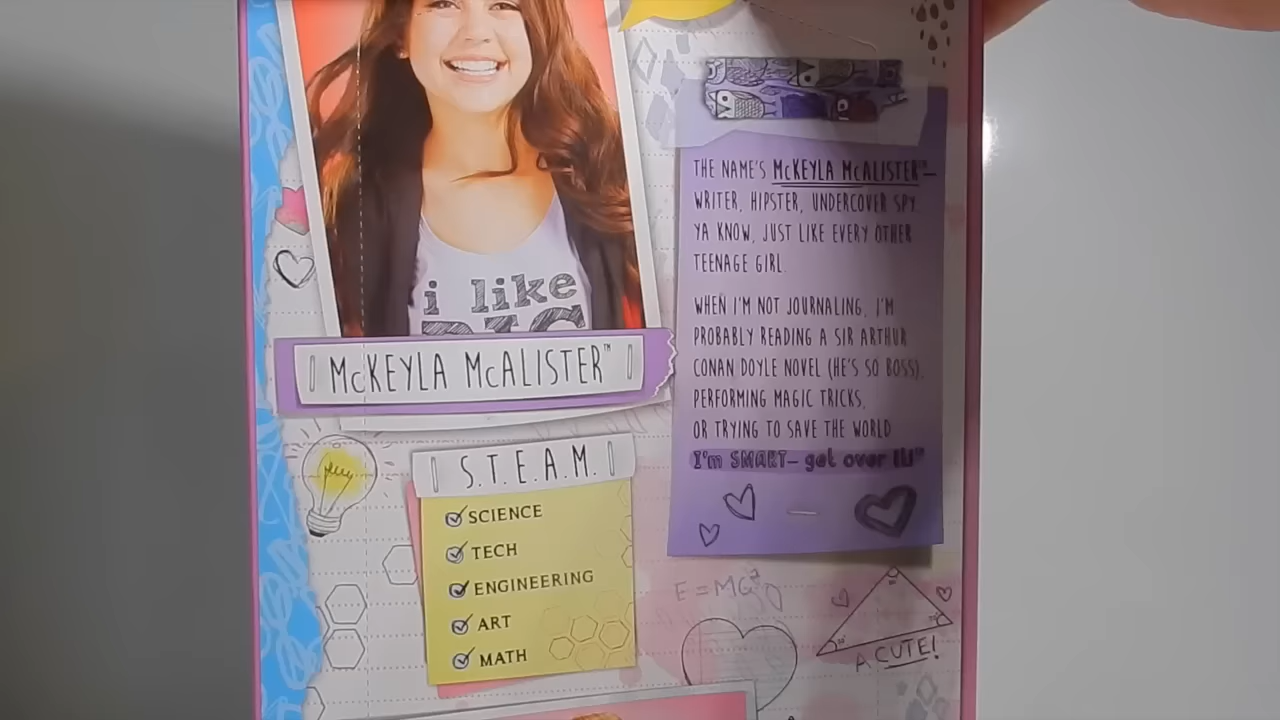 i like
BIG
McKEYLA McALISTER™
THE NAME'S McKEYLA McALISTER™—
WRITER, HIPSTER, UNDERCOVER SPY.
YA KNOW, JUST LIKE EVERY OTHER
TEENAGE GIRL.
WHEN I'M NOT JOURNALING, I'M
PROBABLY READING A SIR ARTHUR
CONAN DOYLE NOVEL (HE'S SO BOSS),
PERFORMING MAGIC TRICKS,
OR TRYING TO SAVE THE WORLD
I'm SMART— get over it!™
S.T.E.A.M.
SCIENCE
TECH
ENGINEERING
ART
MATH
E=MC²
A CUTE!